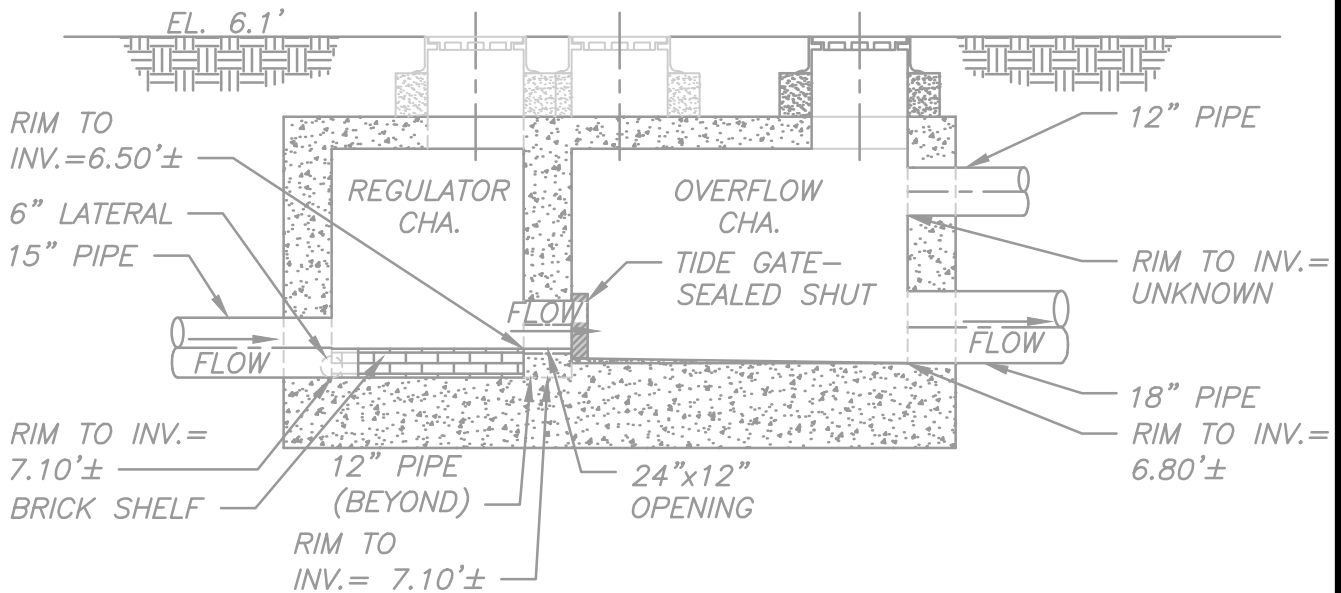 EL. 6.1'
RIM TO
INV.=6.50'±
6" LATERAL
15" PIPE
REGULATOR
CHA.
OVERFLOW
CHA.
12" PIPE
TIDE GATE-
SEALED SHUT
RIM TO INV.=
UNKNOWN
FLOW
FLOW
FLOW
18" PIPE
RIM TO INV.=
6.80'±
RIM TO INV.=
7.10'±
BRICK SHELF
12" PIPE
(BEYOND)
24"x12"
OPENING
RIM TO
INV.= 7.10'±